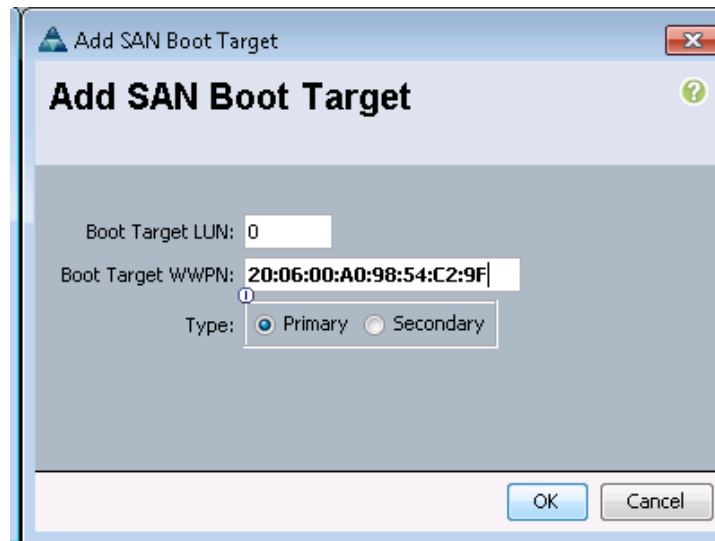 Add SAN Boot Target
Add SAN Boot Target
Boot Target LUN: 0
Boot Target WWPN: 20:06:00:A0:98:54:C2:9F
Type: Primary Secondary
OK Cancel